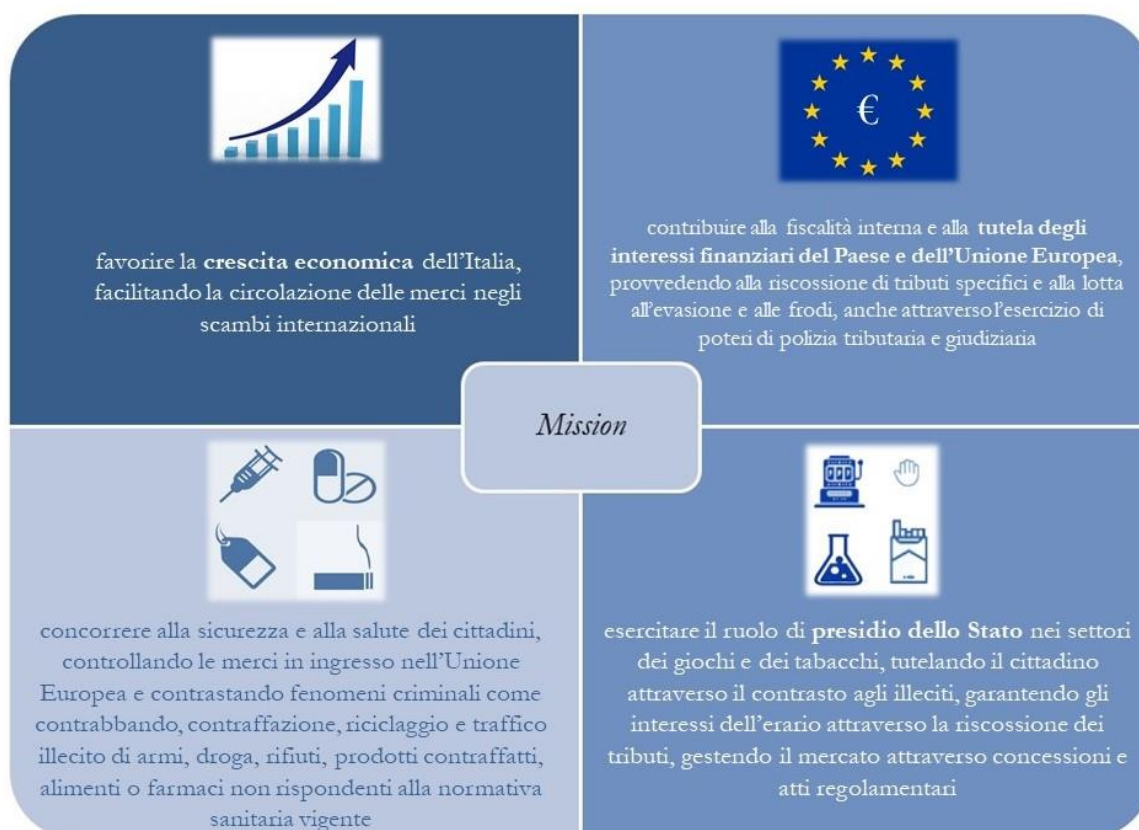 €
favorire la crescita economica dell’Italia,
facilitando la circolazione delle merci negli
scambi internazionali
contribuire alla fiscalità interna e alla tutela degli
interessi finanziari del Paese e dell’Unione Europea,
provvedendo alla riscossione di tributi specifici e alla lotta
all’evasione e alle frodi, anche attraverso l’esercizio di
poteri di polizia tributaria e giudiziaria
Mission
concorrere alla sicurezza e alla salute dei cittadini,
controllando le merci in ingresso nell’Unione
Europea e contrastando fenomeni criminali come
contrabbando, contraffazione, riciclaggio e traffico
illecito di armi, droga, rifiuti, prodotti contraffatti,
alimenti o farmaci non rispondenti alla normativa
sanitaria vigente
esercitare il ruolo di presidio dello Stato nei settori
dei giochi e dei tabacchi, tutelando il cittadino
attraverso il contrasto agli illeciti, garantendo gli
interessi dell’erario attraverso la riscossione dei
tributi, gestendo il mercato attraverso concessioni e
atti regolamentari